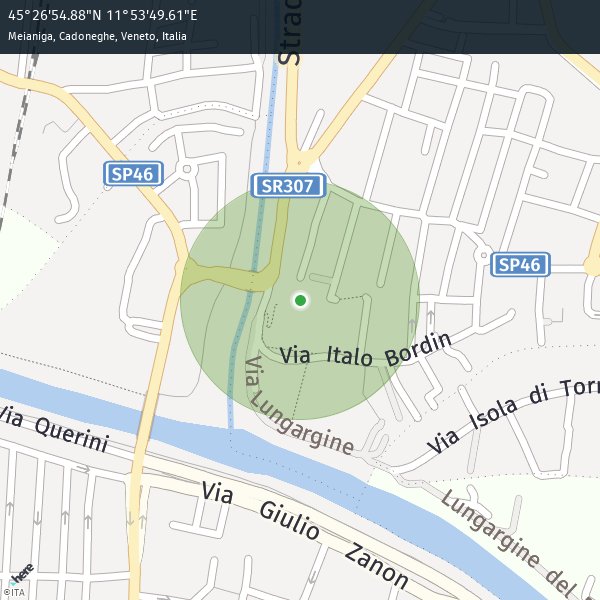 45°26'54.88"N 11°53'49.61"E
Meianiga, Cadoneghe, Veneto, Italia
Strad
SP46
SR307
SP46
Via Italo Bordin
Via Lungargine
Via Isola di Torr
Via Querini
Via Giulio Zanon
Lungargine del
here
©ITA